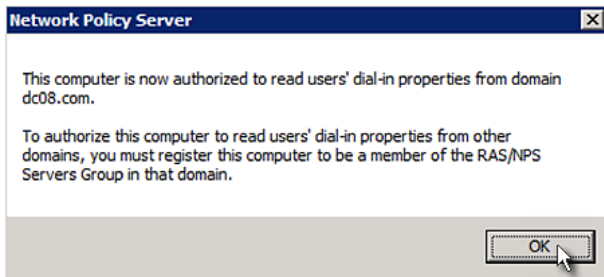 Network Policy Server
This computer is now authorized to read users' dial-in properties from domain
dc08.com.
To authorize this computer to read users' dial-in properties from other
domains, you must register this computer to be a member of the RAS/NPS
Servers Group in that domain.
OK